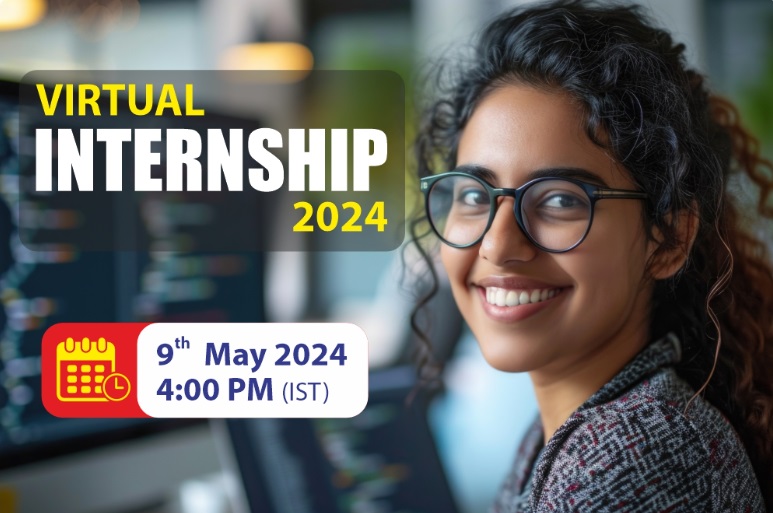 VIRTUAL
INTERNSHIP
2024
9th May 2024
4:00 PM (IST)